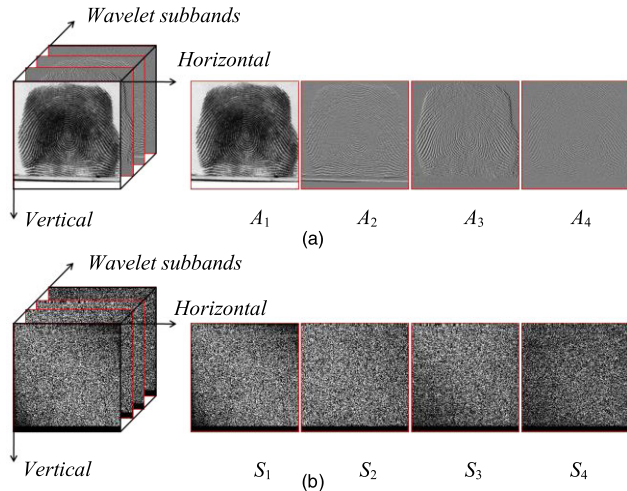 Wavelet subbands
Horizontal
Vertical
A1 A2 A3 A4
(a)
Wavelet subbands
Horizontal
Vertical
S1 S2 S3 S4
(b)